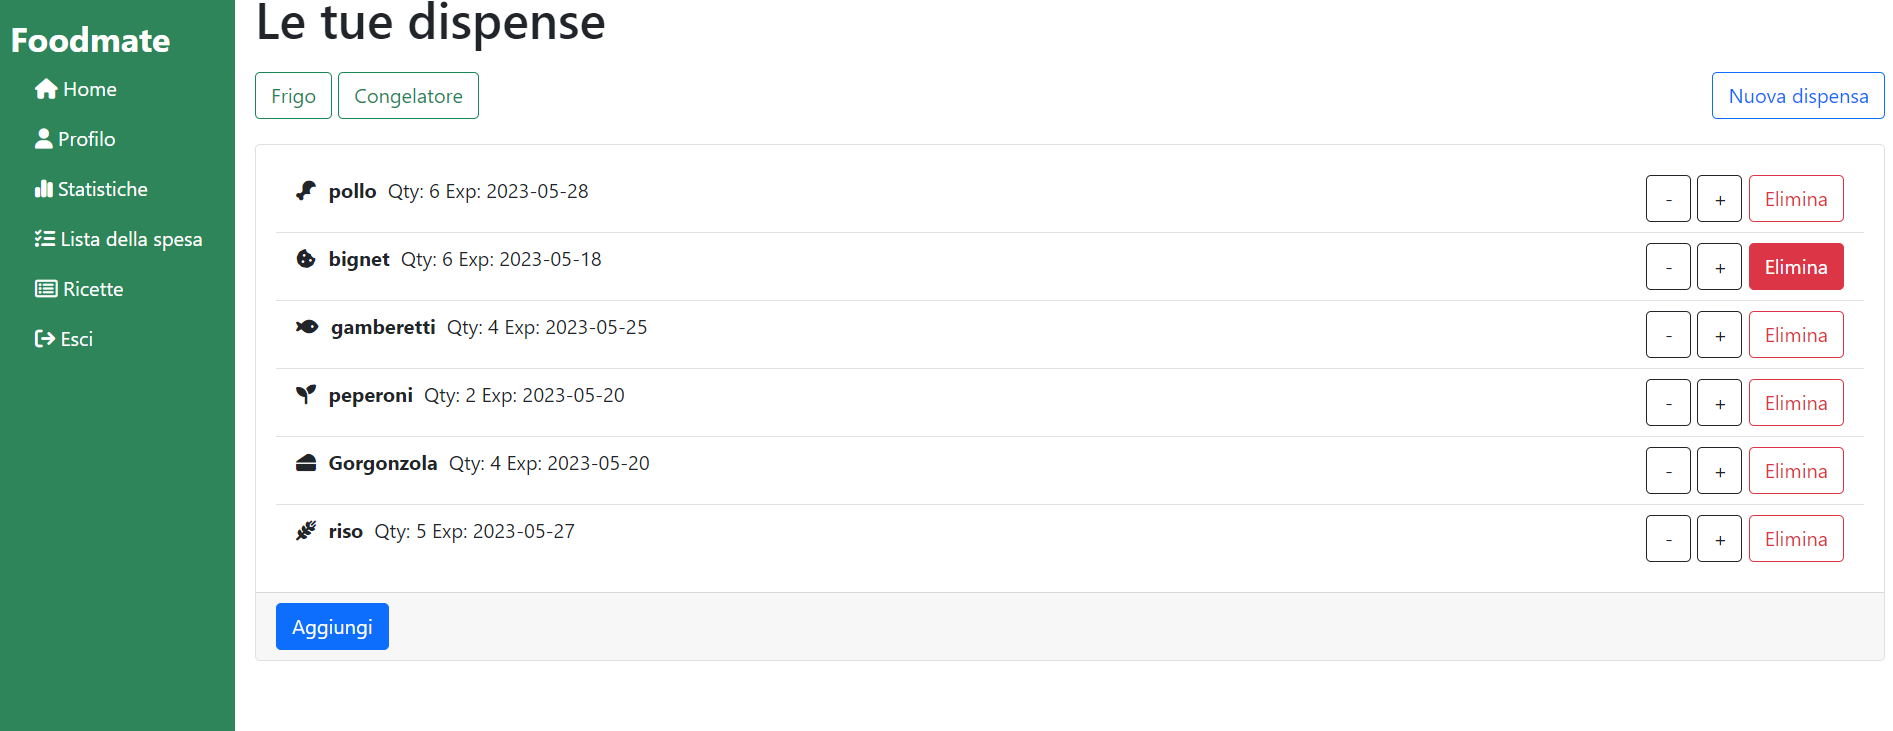 Foodmate
Home
Profilo
Statistiche
Lista della spesa
Ricette
Esci
Le tue dispense
Frigo Congelatore Nuova dispensa
pollo Qty: 6 Exp: 2023-05-28 - + Elimina
bignet Qty: 6 Exp: 2023-05-18 - + Elimina
gamberetti Qty: 4 Exp: 2023-05-25 - + Elimina
peperoni Qty: 2 Exp: 2023-05-20 - + Elimina
Gorgonzola Qty: 4 Exp: 2023-05-20 - + Elimina
riso Qty: 5 Exp: 2023-05-27 - + Elimina
Aggiungi